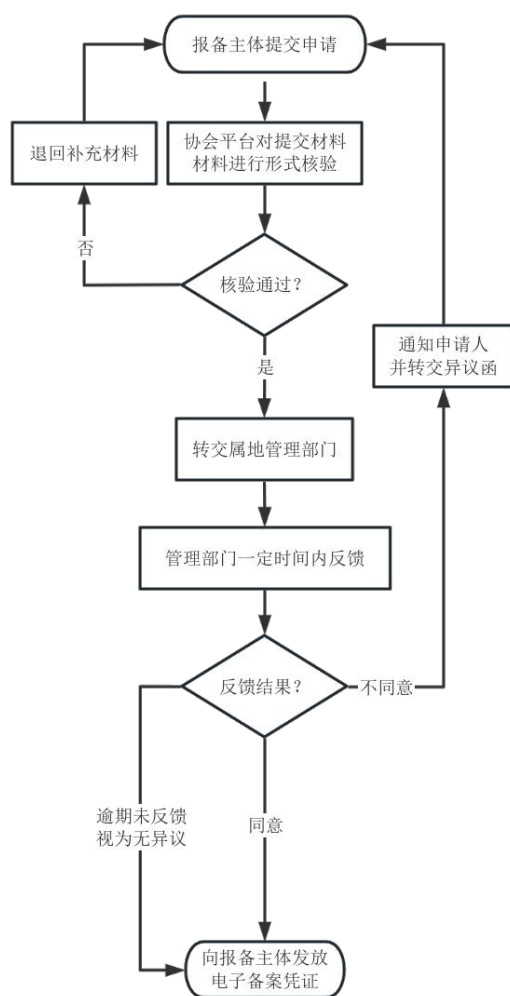 报备主体提交申请
退回补充材料
协会平台对提交材料
材料进行形式核验
否
核验通过？
通知申请人
并转交异议函
是
转交属地管理部门
管理部门一定时间内反馈
反馈结果？
不同意
逾期未反馈
视为无异议
同意
向报备主体发放
电子备案凭证